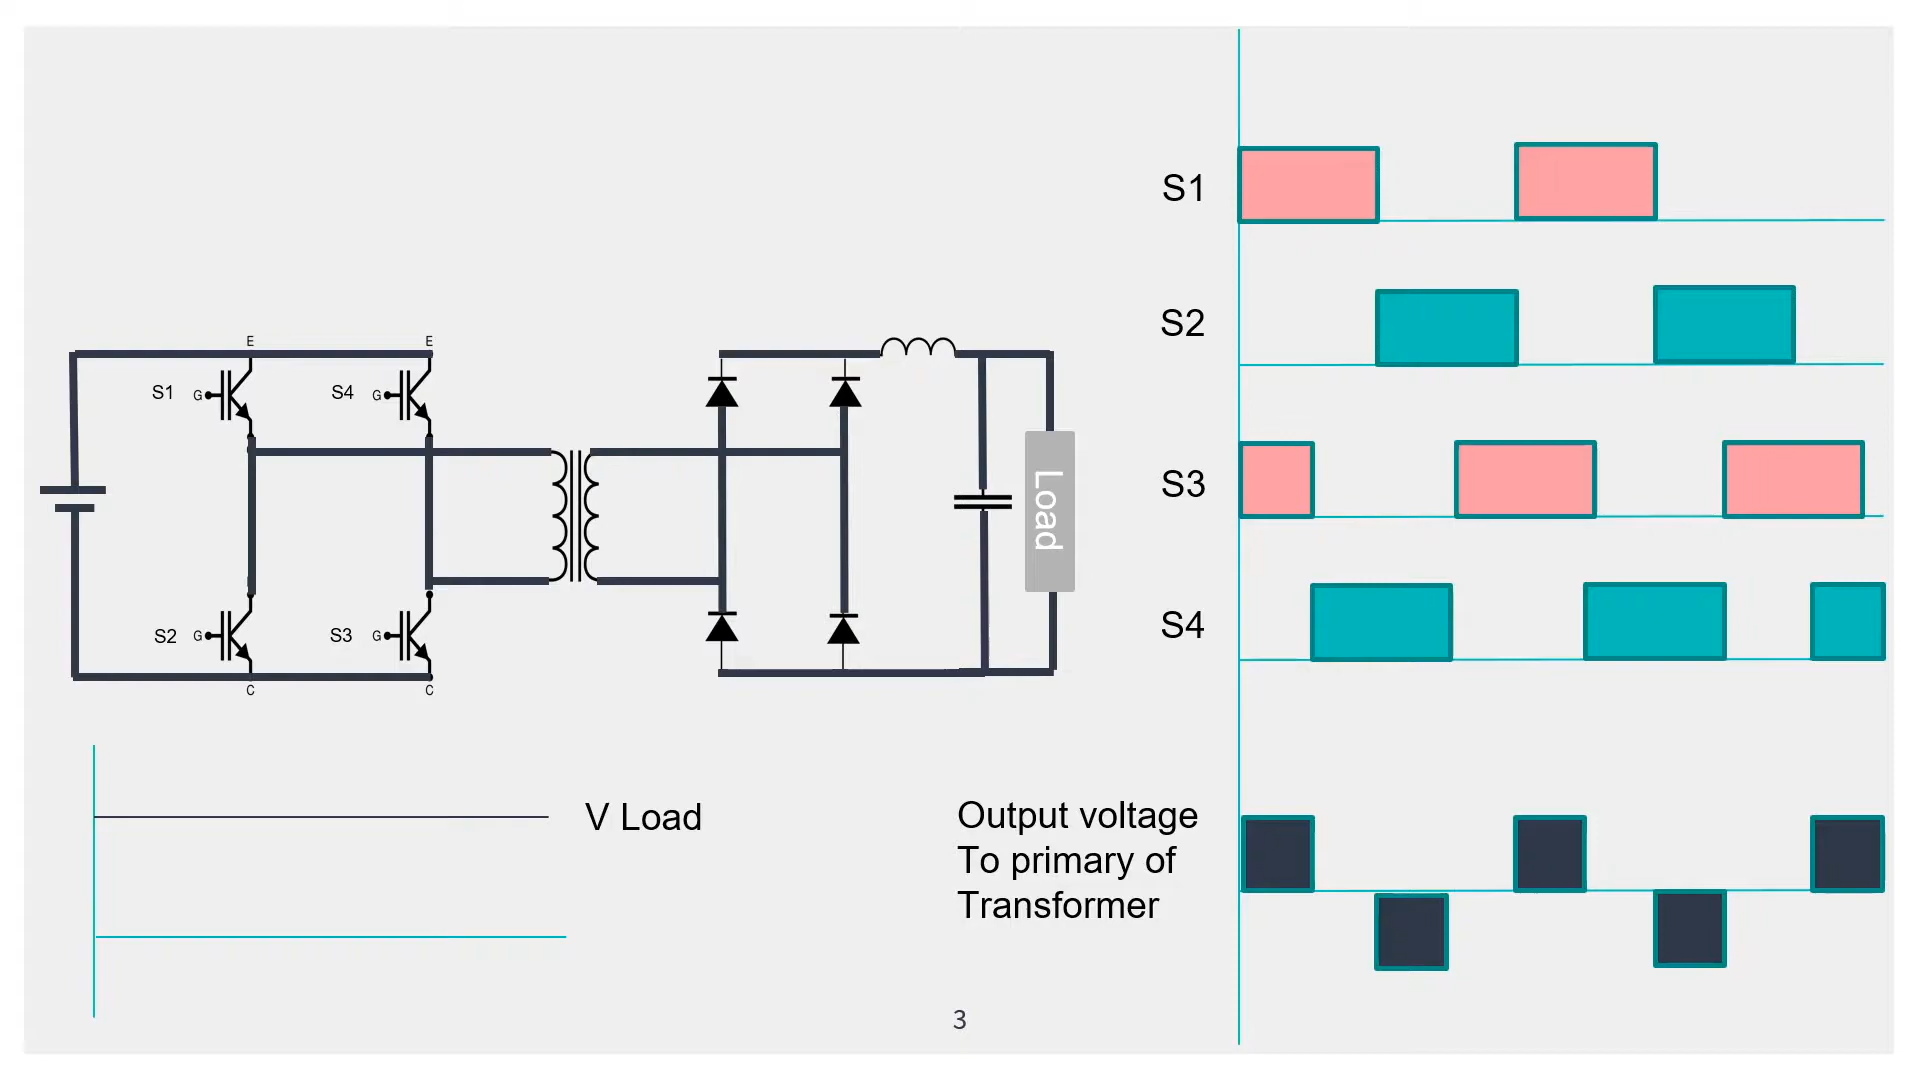 S1
S2
S3
S4
E
E
S1
G
S4
G
Load
S2
G
S3
G
C
C
V Load
Output voltage
To primary of
Transformer
3